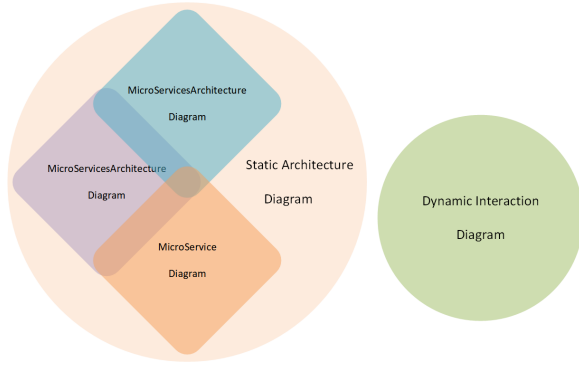 MicroServicesArchitecture
Diagram
MicroServicesArchitecture
Diagram
Static Architecture
Diagram
MicroService
Diagram
Dynamic Interaction
Diagram